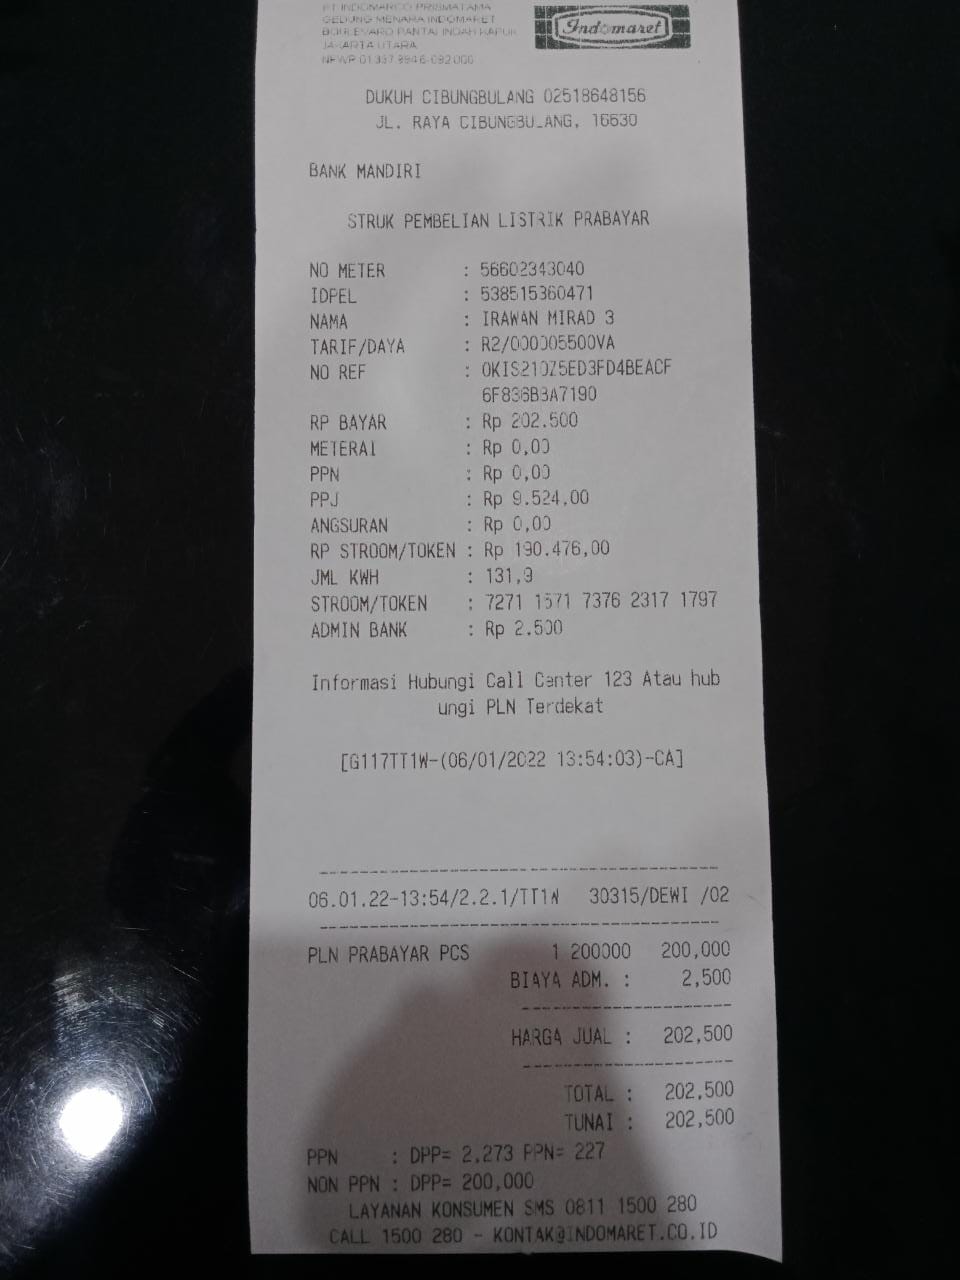 PT INDOMARCO PRISMATAMA
GEDUNG MENARA INDOMARET
BOULEVARD PANTAI INDAH KAPUK
JAKARTA UTARA
NPWP 01 337 994 6-092 000
Indomaret
DUKUH CIBUNGBULANG 02518648156
JL. RAYA CIBUNGBULANG, 16630
BANK MANDIRI
STRUK PEMBELIAN LISTRIK PRABAYAR
NO METER : 56602343040
IDPEL : 538515360471
NAMA : IRAWAN MIRAD 3
TARIF/DAYA : R2/000005500VA
NO REF : 0KIS210Z5ED3FD4BEACF
6F836B3A7190
RP BAYAR : Rp 202.500
METERAI : Rp 0,00
PPN : Rp 0,00
PPJ : Rp 9.524,00
ANGSURAN : Rp 0,00
RP STROOM/TOKEN : Rp 190.476,00
JML KWH : 131,9
STROOM/TOKEN : 7271 1571 7376 2317 1797
ADMIN BANK : Rp 2.500
Informasi Hubungi Call Center 123 Atau hub
ungi PLN Terdekat
[G117TT1W-(06/01/2022 13:54:03)-CA]
06.01.22-13:54/2.2.1/TT1W 30315/DEWI /02
PLN PRABAYAR PCS 1 200000 200,000
BIAYA ADM. : 2,500
HARGA JUAL : 202,500
TOTAL : 202,500
TUNAI : 202,500
PPN : DPP= 2,273 PPN= 227
NON PPN : DPP= 200,000
LAYANAN KONSUMEN SMS 0811 1500 280
CALL 1500 280 - KONTAK@INDOMARET.CO.ID